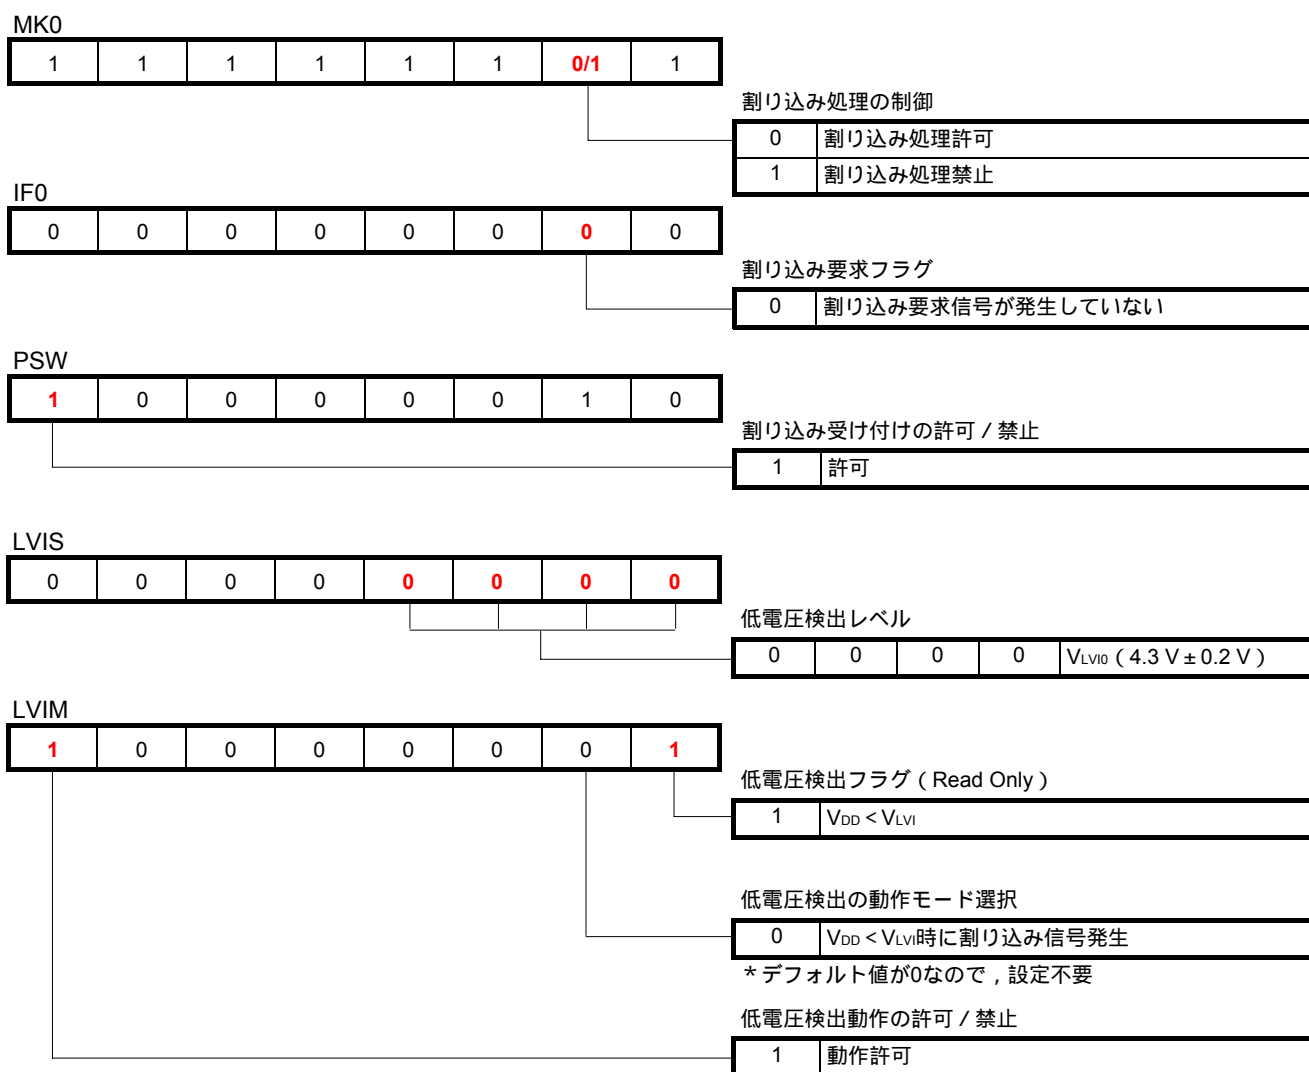 MK0
1 1 1 1 1 1 0/1 1
割り込み処理の制御
0 割り込み処理許可
1 割り込み処理禁止
IF0
0 0 0 0 0 0 0 0
割り込み要求フラグ
0 割り込み要求信号が発生していない
PSW
1 0 0 0 0 0 1 0
割り込み受け付けの許可/禁止
1 許可
LVIS
0 0 0 0 0 0 0 0
低電圧検出レベル
0 0 0 0 VLVI0(4.3 V±0.2 V)
LVIM
1 0 0 0 0 0 0 1
低電圧検出フラグ(Read Only)
1 VDD<VLVI
低電圧検出の動作モード選択
0 VDD<VLVI時に割り込み信号発生
*デフォルト値が0なので,設定不要
低電圧検出動作の許可/禁止
1 動作許可